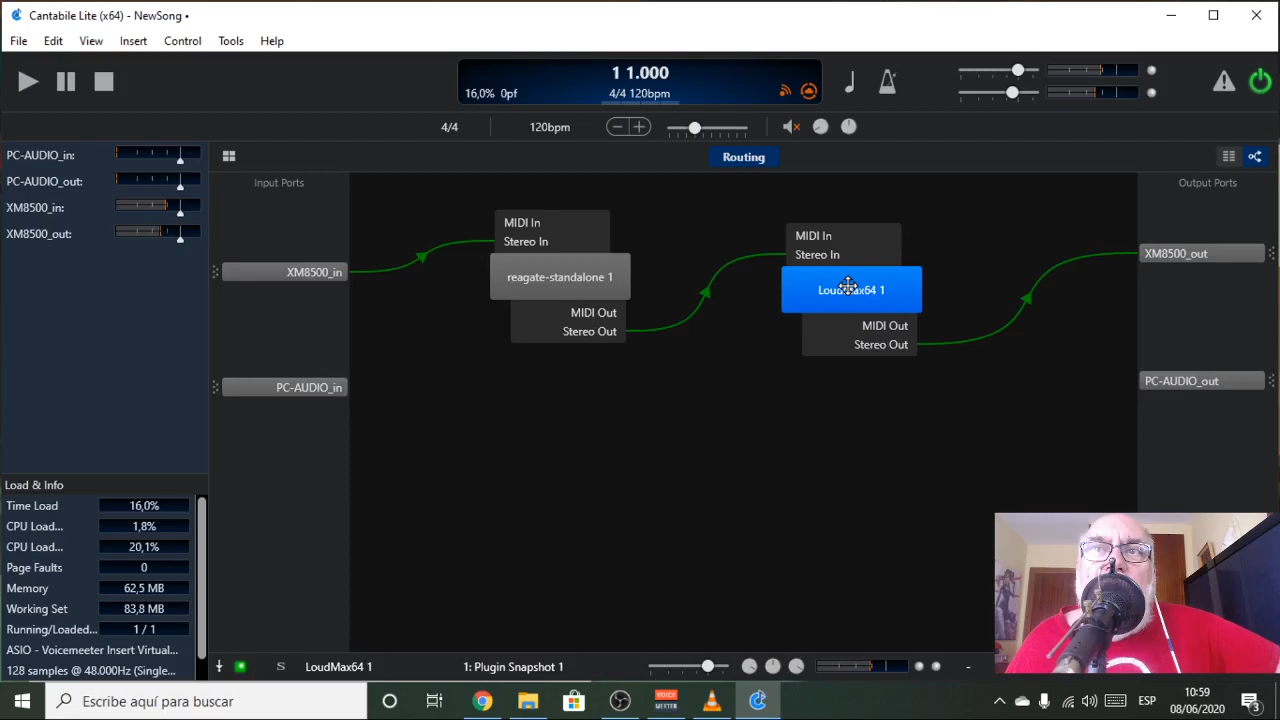 Cantabile Lite (x64) - NewSong •
File Edit View Insert Control Tools Help
1 1.000
16,0% 0pf 4/4 120bpm
4/4 120bpm
PC-AUDIO_in:
PC-AUDIO_out:
XM8500_in:
XM8500_out:
Routing
Input Ports
Output Ports
MIDI In
Stereo In
reagate-standalone 1
MIDI Out
Stereo Out
MIDI In
Stereo In
LoudMax64 1
MIDI Out
Stereo Out
XM8500_in
PC-AUDIO_in
XM8500_out
PC-AUDIO_out
Load & Info
Time Load 16,0%
CPU Load... 1,8%
CPU Load... 20,1%
Page Faults 0
Memory 62,5 MB
Working Set 83,8 MB
Running/Loaded... 1 / 1
ASIO - Voicemeeter Insert Virtual...
128 samples @ 48.000Hz (Single...
S LoudMax64 1 1: Plugin Snapshot 1 -
Escribe aquí para buscar
VOICE
MEETER
ESP
10:59
08/06/2020
3